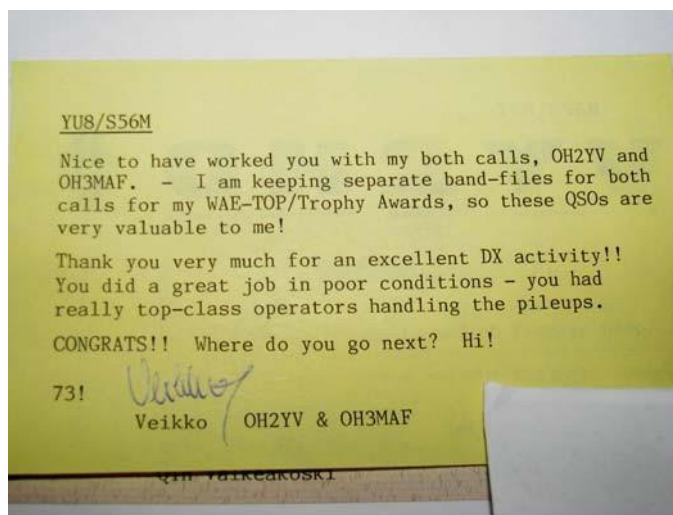 YU8/S56M
Nice to have worked you with my both calls, OH2YV and
OH3MAF. - I am keeping separate band-files for both
calls for my WAE-TOP/Trophy Awards, so these QSOs are
very valuable to me!
Thank you very much for an excellent DX activity!!
You did a great job in poor conditions - you had
really top-class operators handling the pileups.
CONGRATS!! Where do you go next? Hi!
73!
Veikko
Veikko OH2YV & OH3MAF